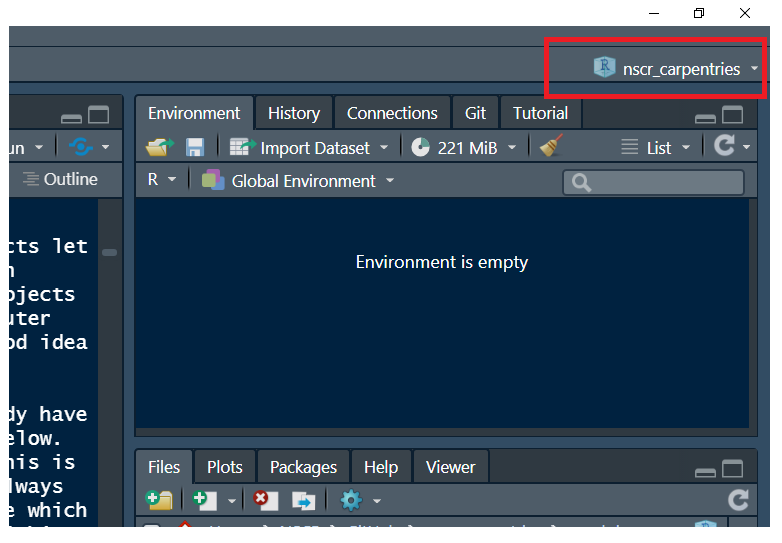 nscr_carpentries
Environment History Connections Git Tutorial
un Import Dataset 221 MiB List
Outline R Global Environment
cts let
n
ojects
uter
od idea
Environment is empty
dy have
elow.
his is
lways
e which
Files Plots Packages Help Viewer